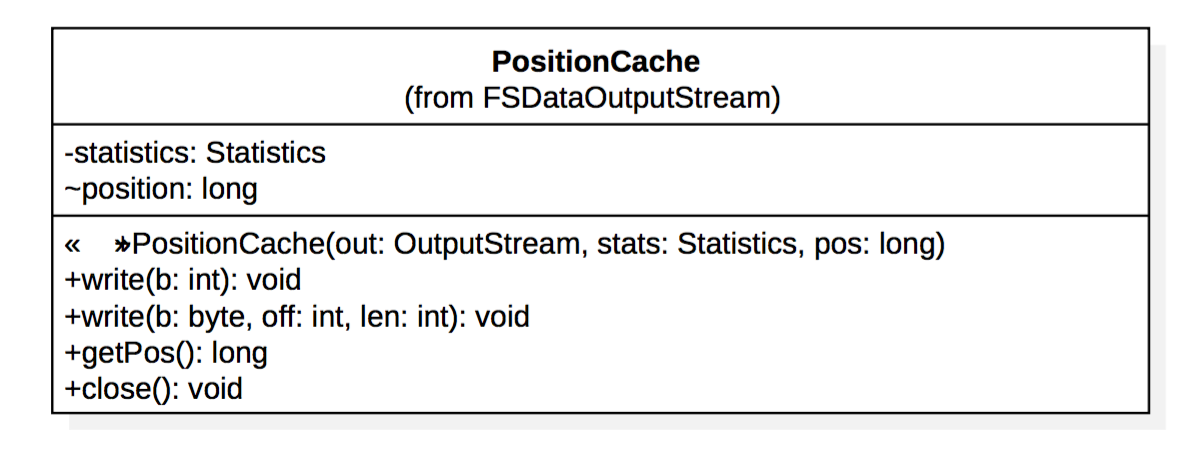 PositionCache
(from FSDataOutputStream)
-statistics: Statistics
~position: long
« »PositionCache(out: OutputStream, stats: Statistics, pos: long)
+write(b: int): void
+write(b: byte, off: int, len: int): void
+getPos(): long
+close(): void